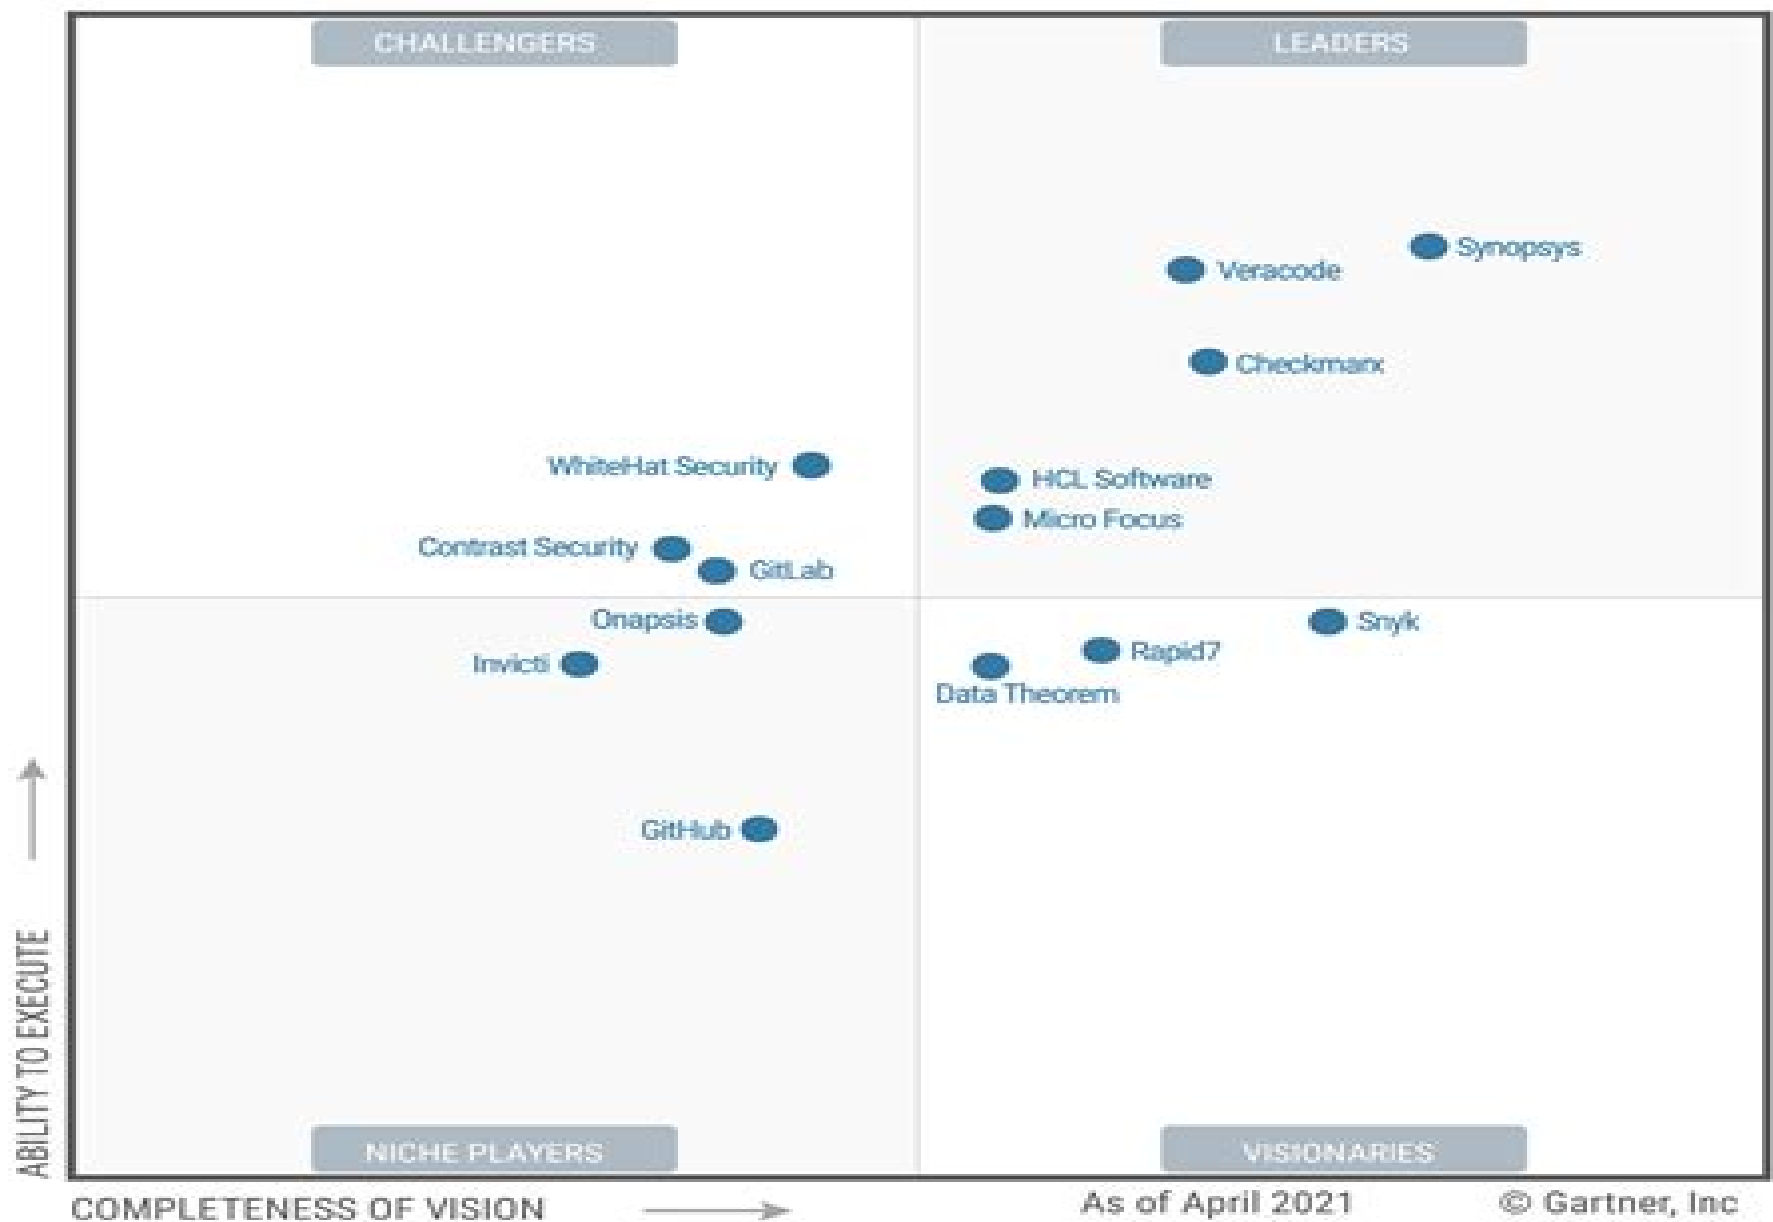 CHALLENGERS
LEADERS
Synopsys
Veracode
Checkmarx
WhiteHat Security
HCL Software
Micro Focus
Contrast Security
GitLab
Onapsis
Snyk
Invicti
Rapid7
Data Theorem
GitHub
ABILITY TO EXECUTE
NICHE PLAYERS
VISIONARIES
COMPLETENESS OF VISION
As of April 2021
© Gartner, Inc